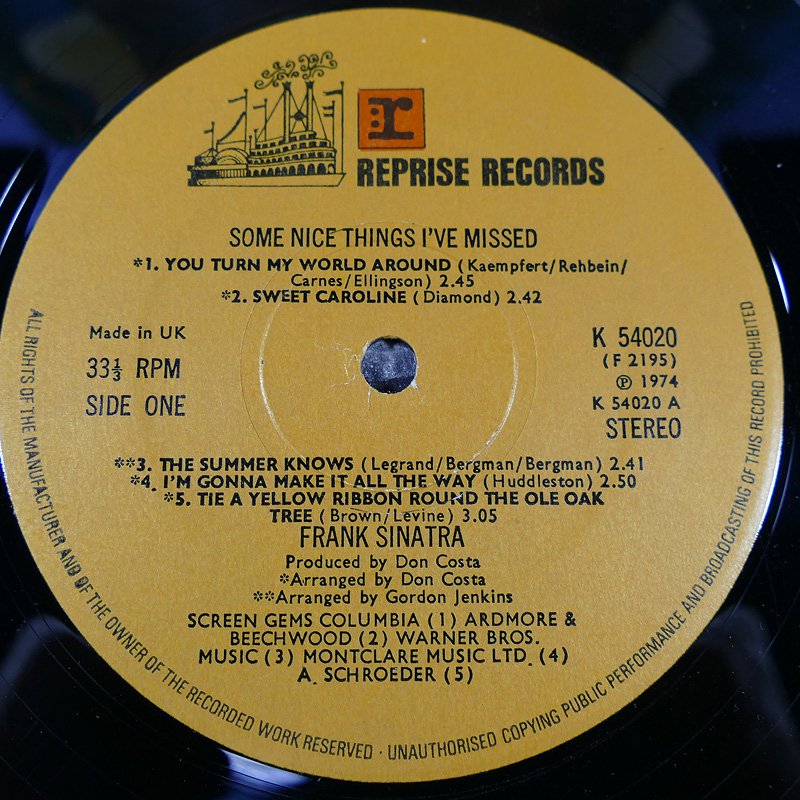 r
REPRISE RECORDS
SOME NICE THINGS I'VE MISSED
*1. YOU TURN MY WORLD AROUND (Kaempfert/Rehbein/
Carnes/Ellingson) 2.45
*2. SWEET CAROLINE (Diamond) 2.42
Made in UK
33⅓ RPM
SIDE ONE
K 54020
(F 2195)
℗ 1974
K 54020 A
STEREO
**3. THE SUMMER KNOWS (Legrand/Bergman/Bergman) 2.41
*4. I'M GONNA MAKE IT ALL THE WAY (Huddleston) 2.50
*5. TIE A YELLOW RIBBON ROUND THE OLE OAK
TREE (Brown/Levine) 3.05
FRANK SINATRA
Produced by Don Costa
*Arranged by Don Costa
**Arranged by Gordon Jenkins
SCREEN GEMS COLUMBIA (1) ARDMORE &
BEECHWOOD (2) WARNER BROS.
MUSIC (3) MONTCLARE MUSIC LTD. (4)
A. SCHROEDER (5)
ALL RIGHTS OF THE MANUFACTURER AND OF THE OWNER OF THE RECORDED WORK RESERVED · UNAUTHORISED COPYING PUBLIC PERFORMANCE AND BROADCASTING OF THIS RECORD PROHIBITED